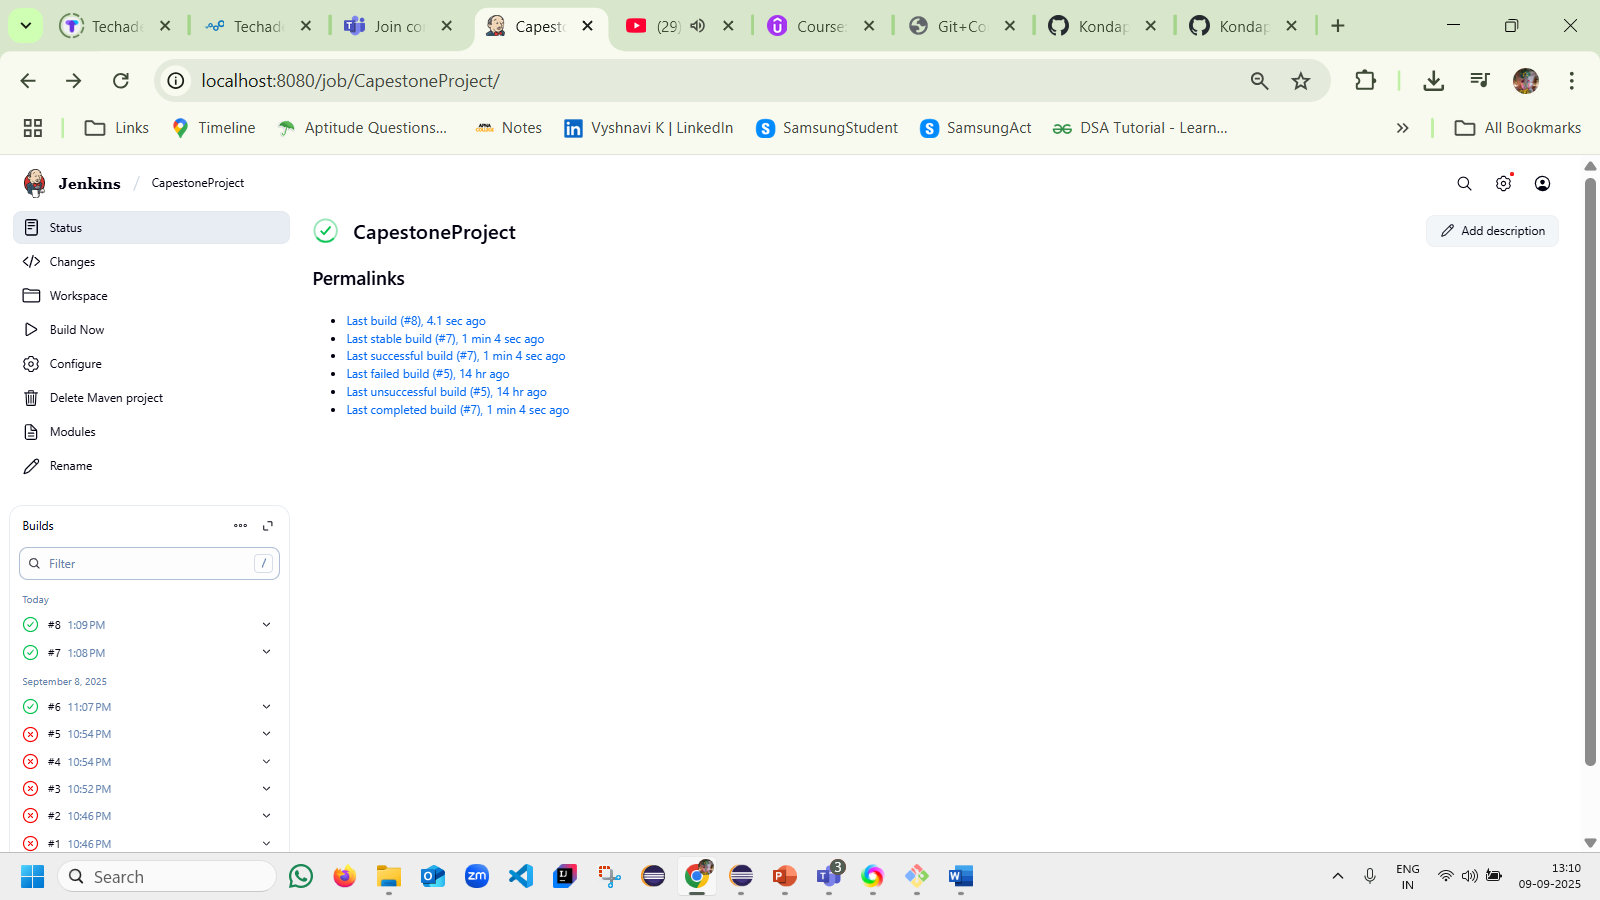 Techade
Techade
Join co
Capesto
(29)
Course:
Git+Co
Kondap
Kondap
localhost:8080/job/CapestoneProject/
Links
Timeline
Aptitude Questions...
Notes
Vyshnavi K | LinkedIn
SamsungStudent
SamsungAct
DSA Tutorial - Learn...
All Bookmarks
Jenkins / CapestoneProject
Status
Changes
Workspace
Build Now
Configure
Delete Maven project
Modules
Rename
CapestoneProject
Add description
Permalinks
Last build (#8), 4.1 sec ago
Last stable build (#7), 1 min 4 sec ago
Last successful build (#7), 1 min 4 sec ago
Last failed build (#5), 14 hr ago
Last unsuccessful build (#5), 14 hr ago
Last completed build (#7), 1 min 4 sec ago
Builds
Filter /
Today
#8 1:09 PM
#7 1:08 PM
September 8, 2025
#6 11:07 PM
#5 10:54 PM
#4 10:54 PM
#3 10:52 PM
#2 10:46 PM
#1 10:46 PM
Search
3
ENG
IN
13:10
09-09-2025